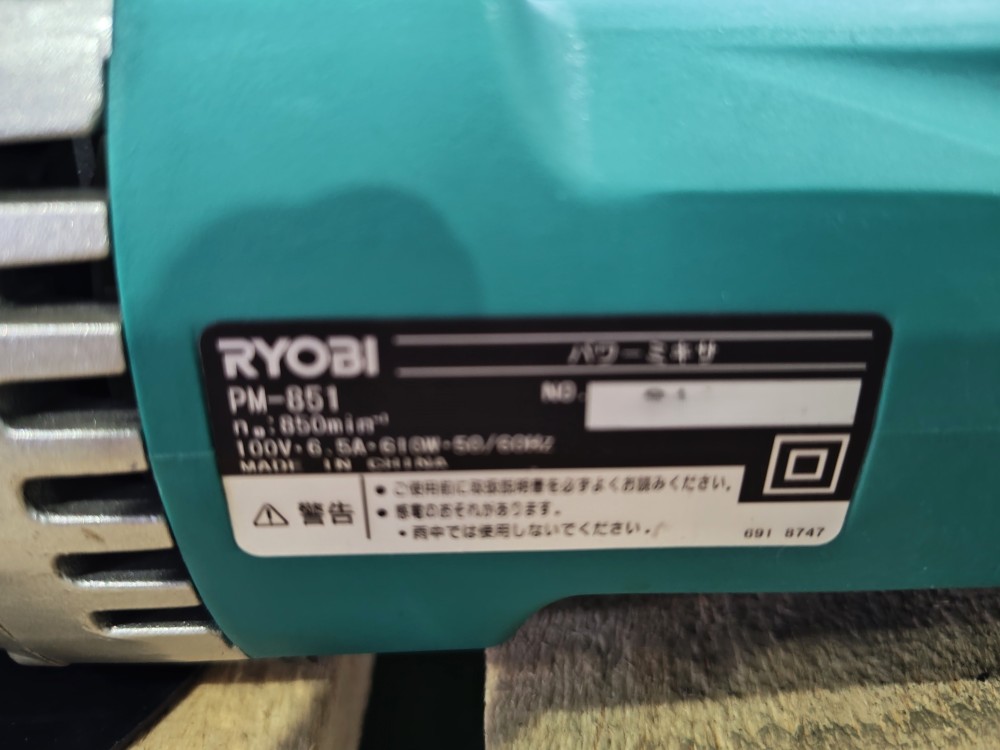 RYOBI パワーミキサ
PM-851 NO.
n₀:850min⁻¹
100V・6.5A・610W・50/60Hz
MADE IN CHINA
警告
● ご使用前に取扱説明書を必ずよくお読みください。
● 感電のおそれがあります。
・雨中では使用しないでください。
691 8747